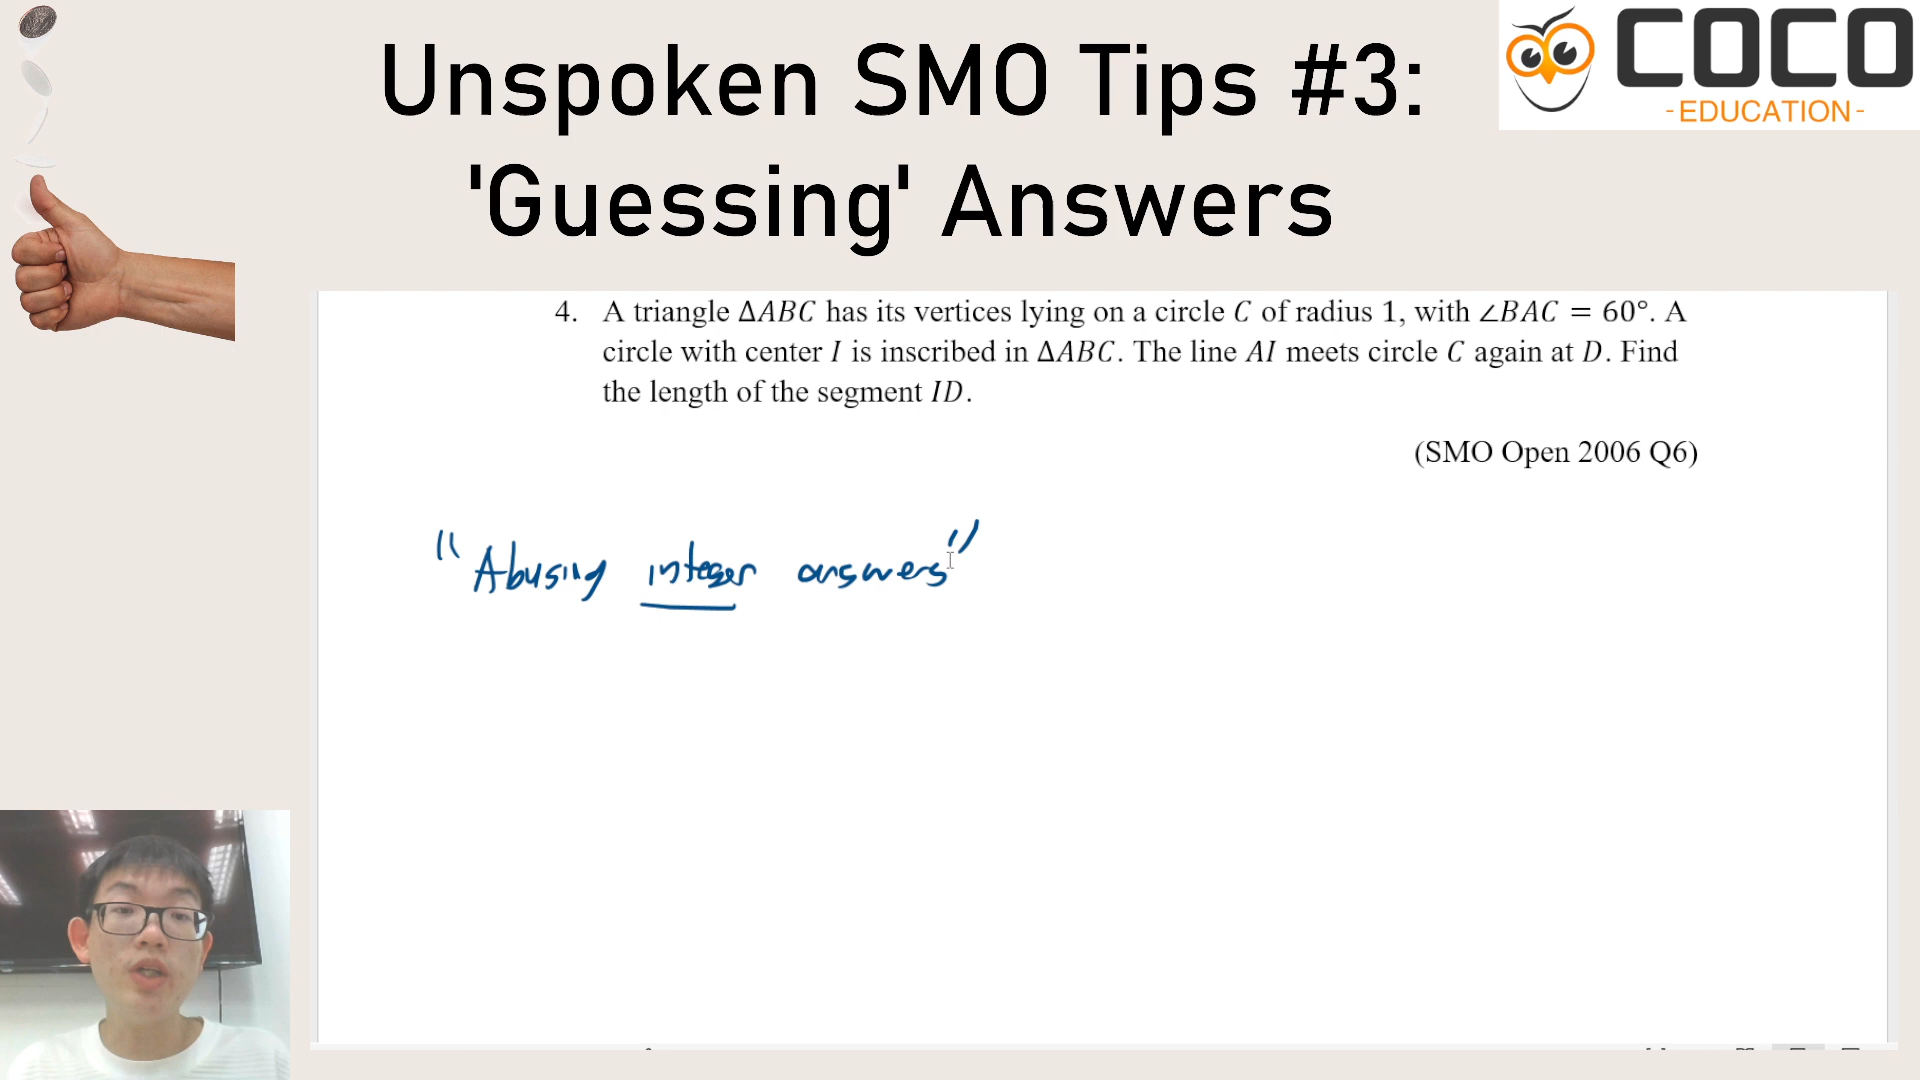 Unspoken SMO Tips #3:
'Guessing' Answers
COCO
-EDUCATION-
4. A triangle ΔABC has its vertices lying on a circle C of radius 1, with ∠BAC = 60°. A
circle with center I is inscribed in ΔABC. The line AI meets circle C again at D. Find
the length of the segment ID.
(SMO Open 2006 Q6)
"Abusing integer answers"